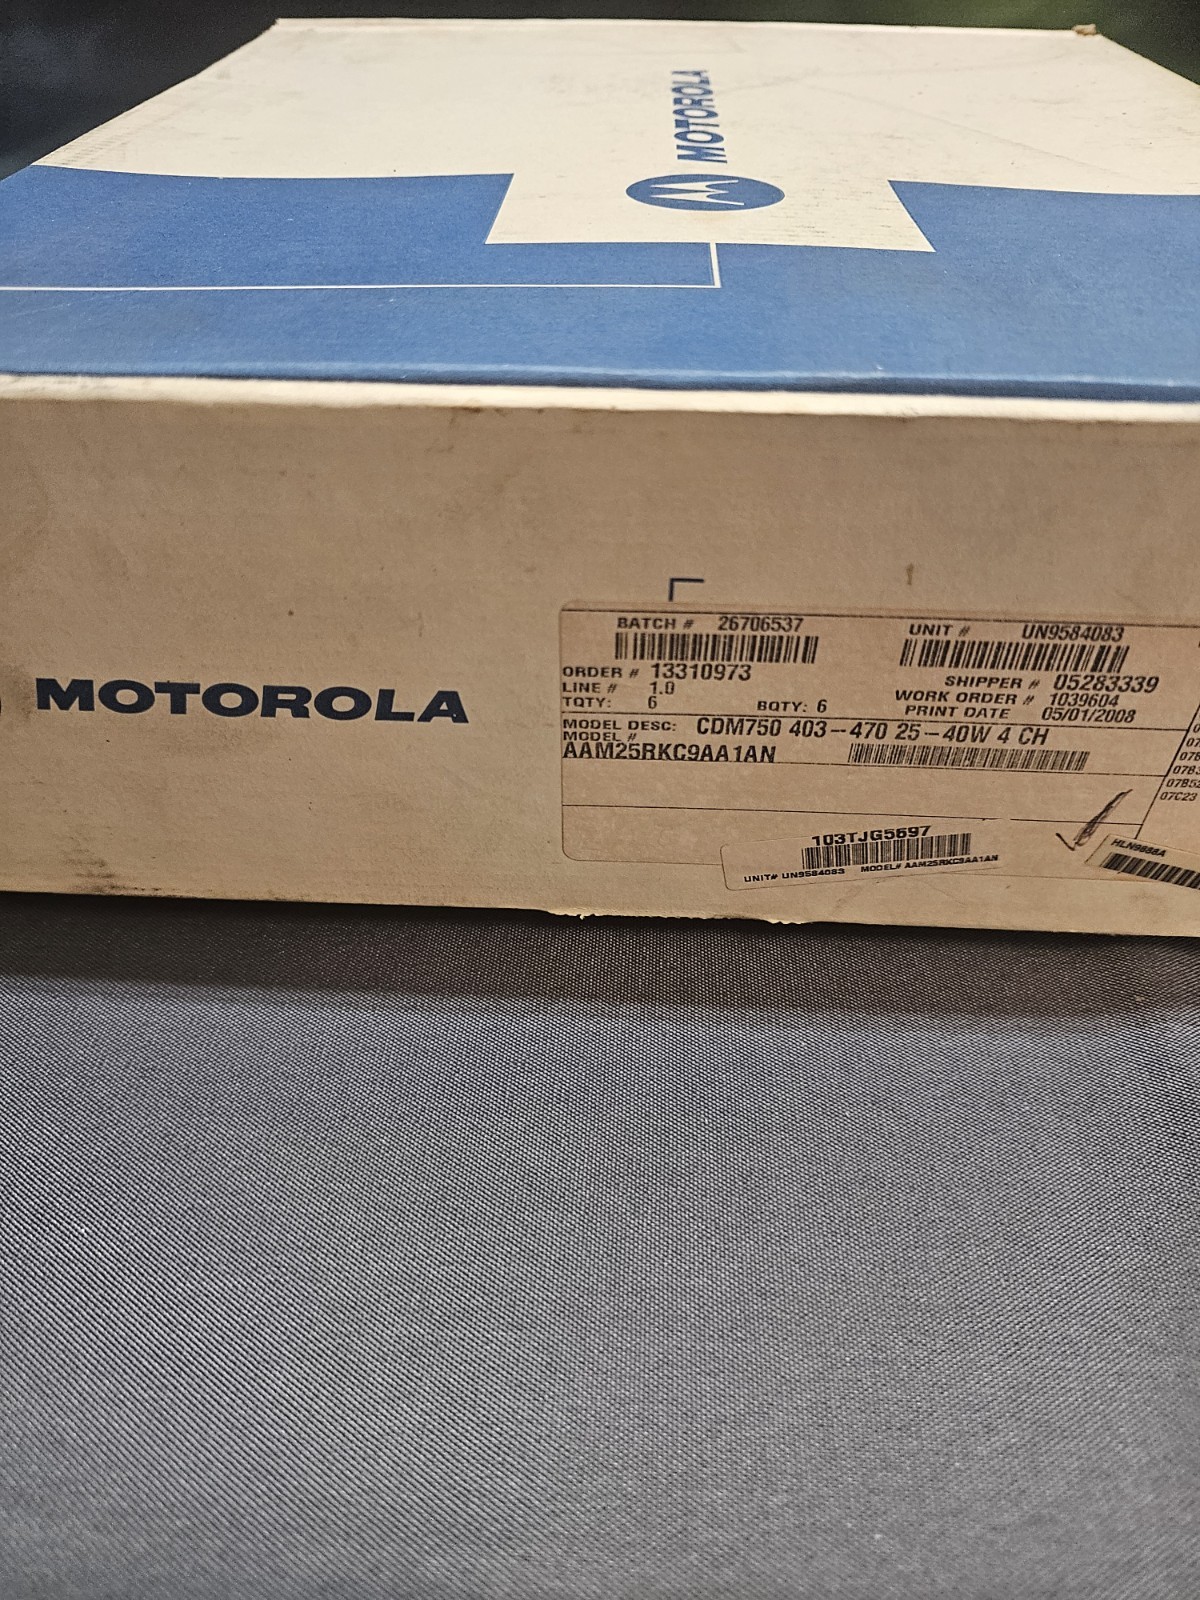 MOTOROLA
MOTOROLA
BATCH # 26706537
UNIT # UN9584083
ORDER # 13310973
SHIPPER # 05283339
LINE # 1.0
WORK ORDER # 1039604
TQTY: 6 BQTY: 6
PRINT DATE 05/01/2008
MODEL DESC: CDM750 403-470 25-40W 4 CH
MODEL #
AAM25RKC9AA1AN
07C23
103TJG5697
UNIT# UN9584083 MODEL# AAM25RKC9AA1AN